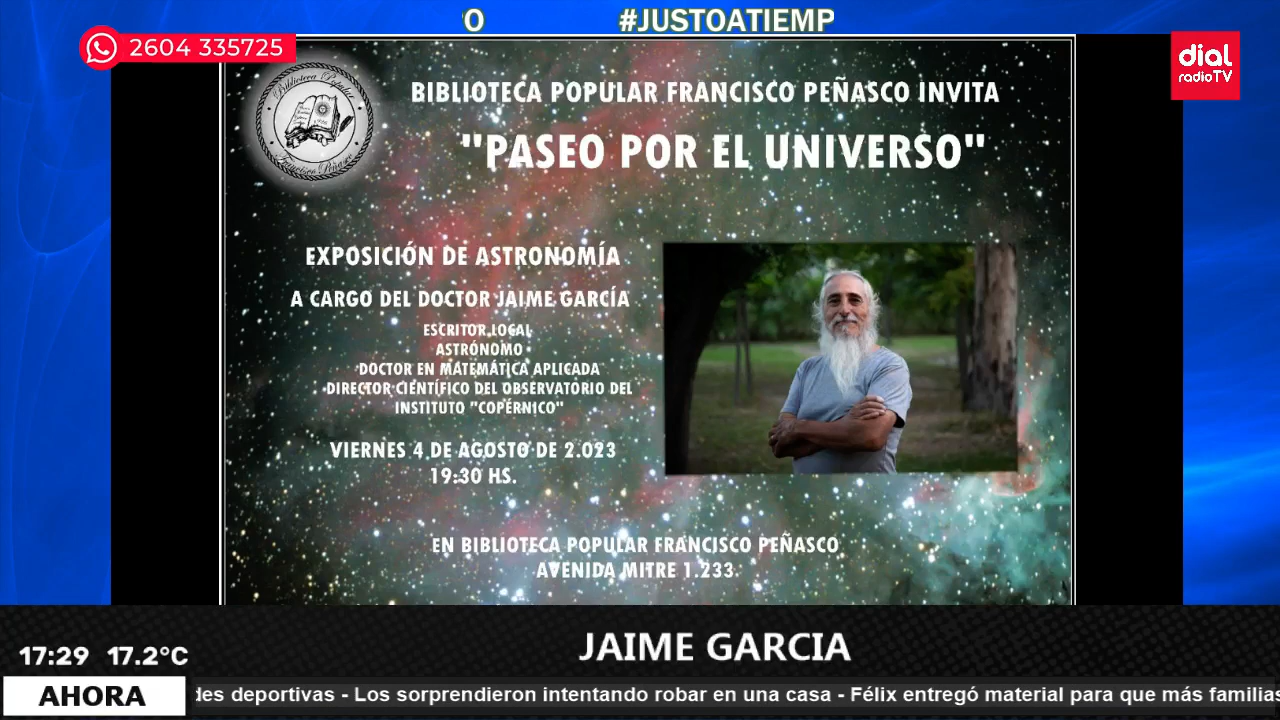 O #JUSTOATIEMP
2604 335725
dial
radioTV
Biblioteca Popular
Francisco Peñasco
BIBLIOTECA POPULAR FRANCISCO PEÑASCO INVITA
"PASEO POR EL UNIVERSO"
EXPOSICIÓN DE ASTRONOMÍA
A CARGO DEL DOCTOR JAIME GARCÍA
ESCRITOR LOCAL
ASTRÓNOMO
DOCTOR EN MATEMÁTICA APLICADA
DIRECTOR CIENTÍFICO DEL OBSERVATORIO DEL
INSTITUTO "COPÉRNICO"
VIERNES 4 DE AGOSTO DE 2.023
19:30 HS.
EN BIBLIOTECA POPULAR FRANCISCO PEÑASCO
AVENIDA MITRE 1.233
JAIME GARCIA
17:29 17.2°C
AHORA
des deportivas - Los sorprendieron intentando robar en una casa - Félix entregó material para que más familias